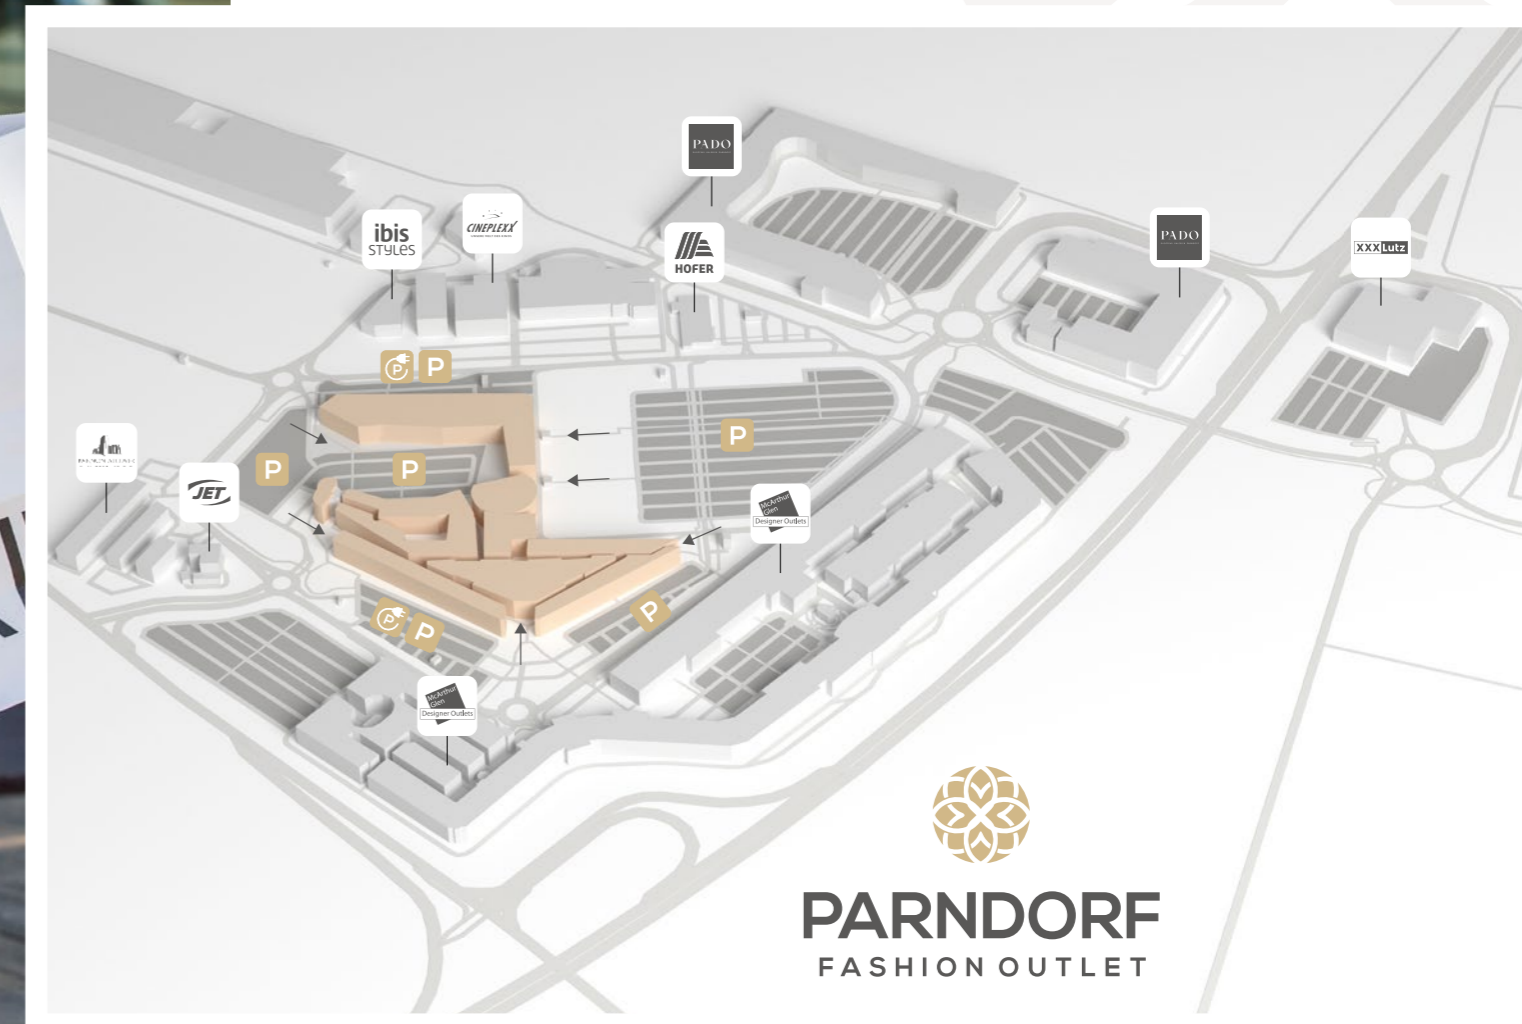 PADO
ibis
STYLES
CINEPLEXX
HOFER
PADO
XXXLutz
P
P
P
P
P
JET
McArthur
Glen
Designer Outlets
P
P
P
McArthur
Glen
Designer Outlets
PARNDORF
FASHION OUTLET